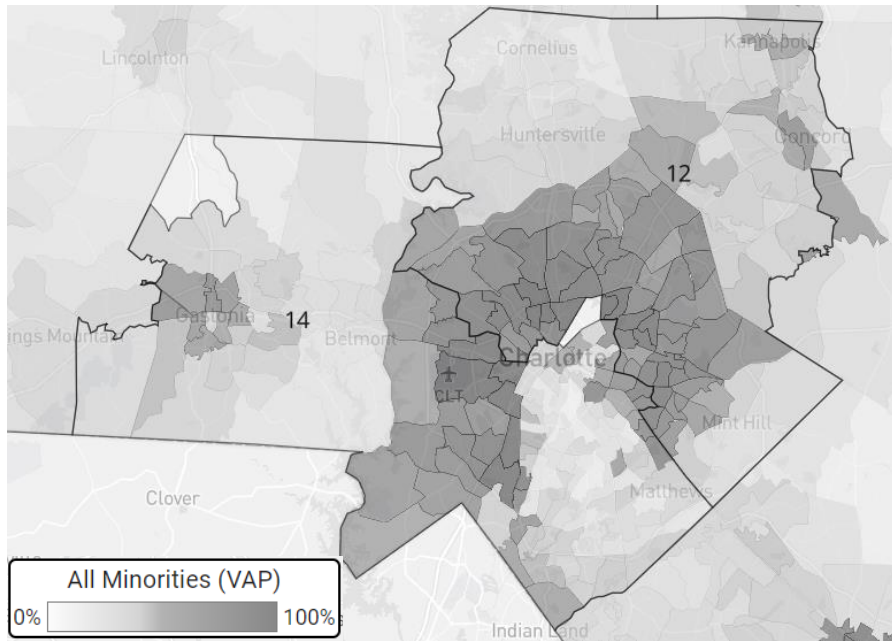 Lincolnton
Cornelius
Kannapolis
Huntersville
Concord
12
Gastonia
14
ings Mountain
Belmont
Charlotte
CLT
Mint Hill
Matthews
Clover
Indian Land
All Minorities (VAP)
0% 100%